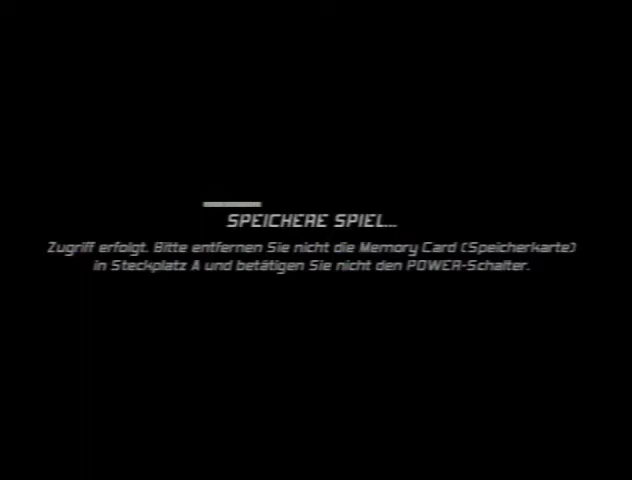 SPEICHERE SPIEL...
Zugriff erfolgt. Bitte entfernen Sie nicht die Memory Card (Speicherkarte)
in Steckplatz A und betätigen Sie nicht den POWER-Schalter.